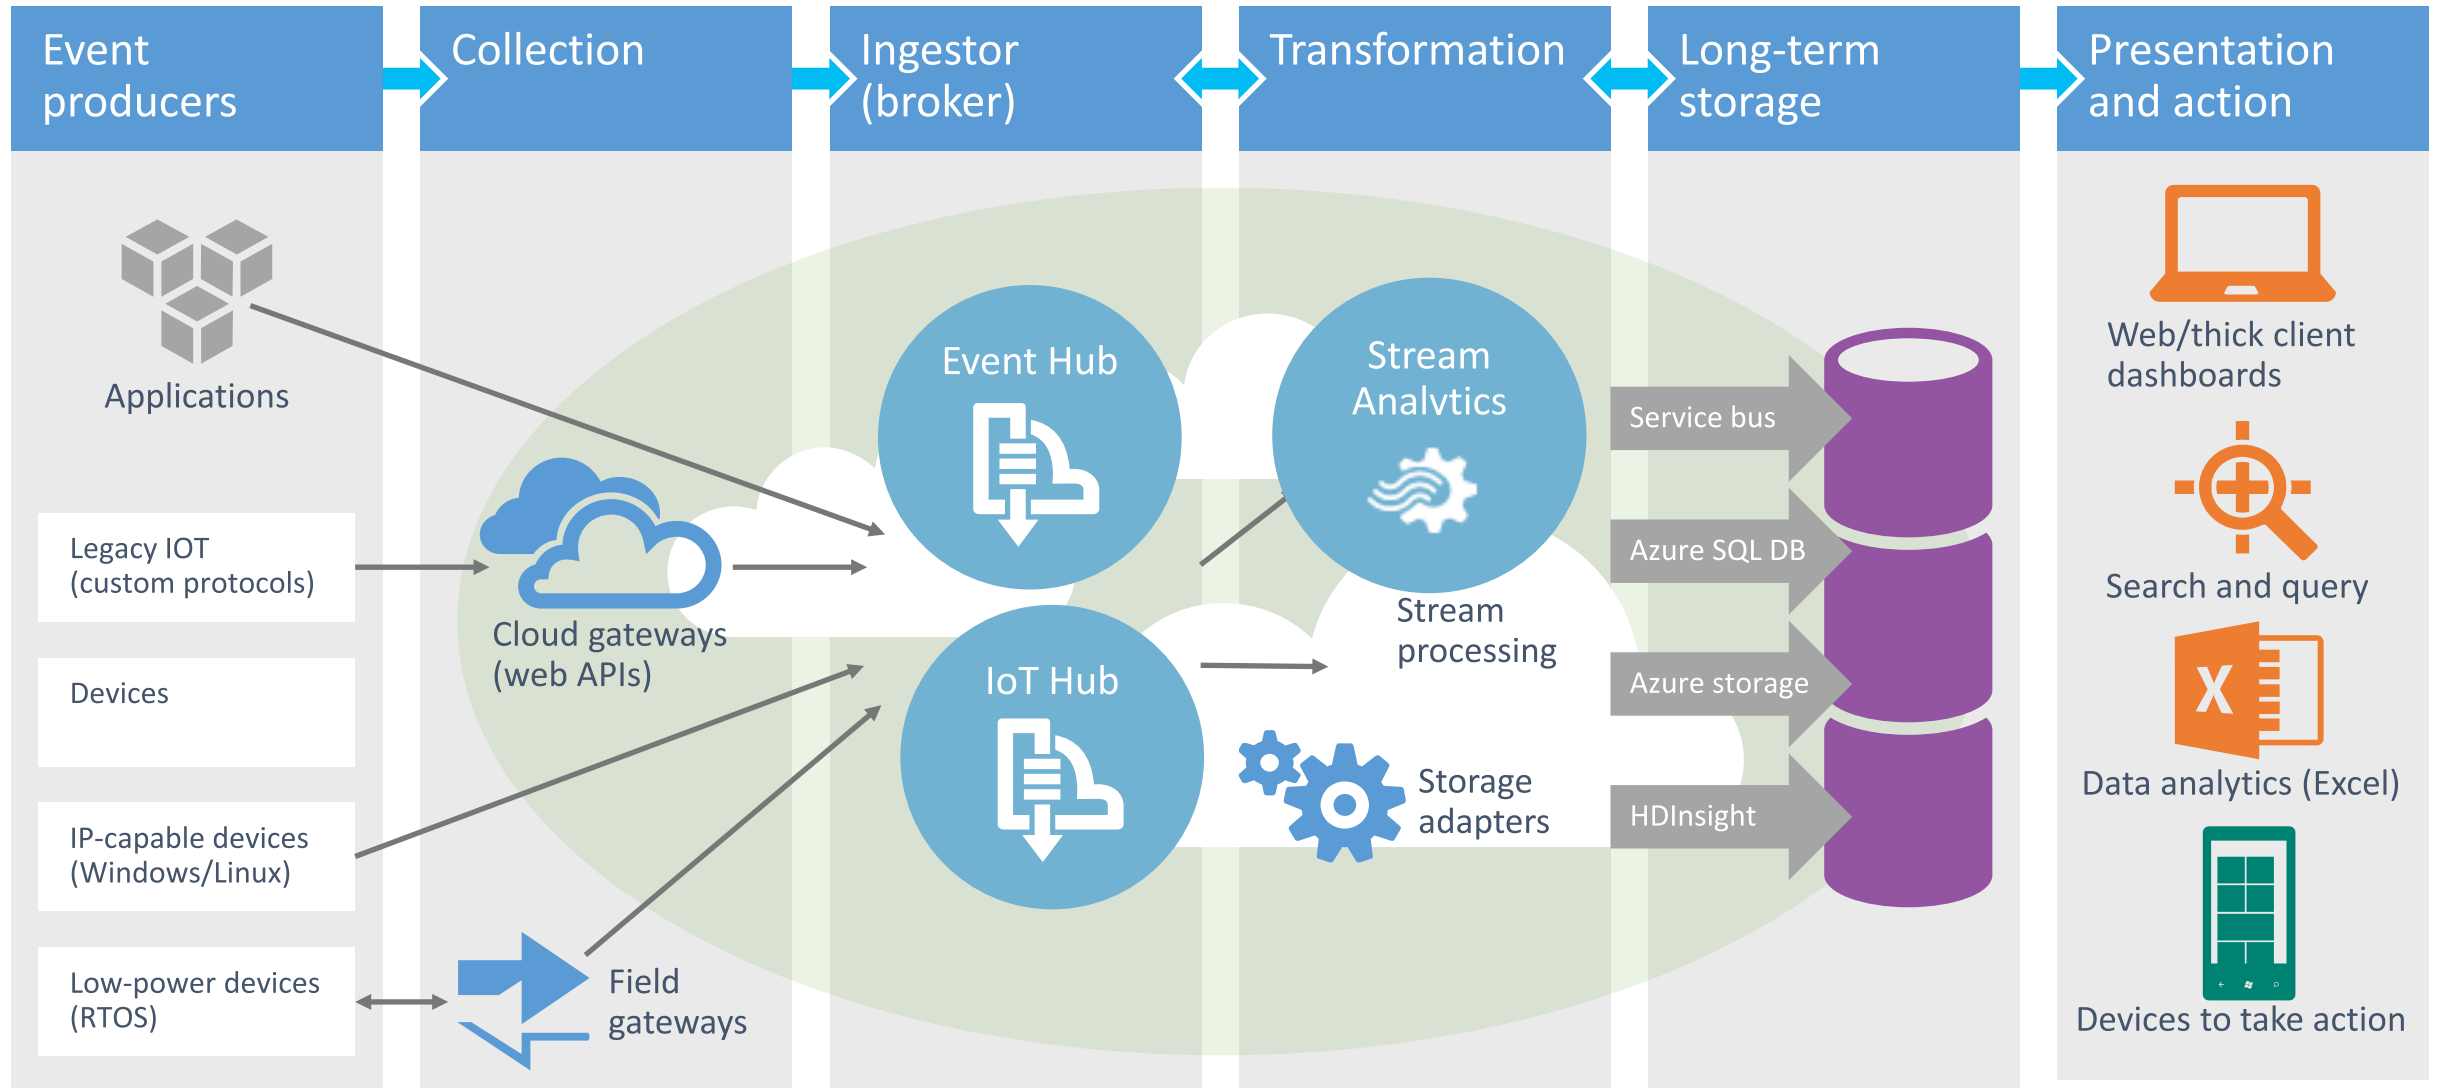 Event
producers
Collection
Ingestor
(broker)
Transformation
Long-term
storage
Presentation
and action
Applications
Legacy IOT
(custom protocols)
Devices
IP-capable devices
(Windows/Linux)
Low-power devices
(RTOS)
Cloud gateways
(web APIs)
Field
gateways
Event Hub
IoT Hub
Stream
Analvtics
Stream
processing
Storage
adapters
Service bus
Azure SQL DB
Azure storage
HDInsight
Web/thick client
dashboards
Search and query
X
Data analytics (Excel)
Devices to take action